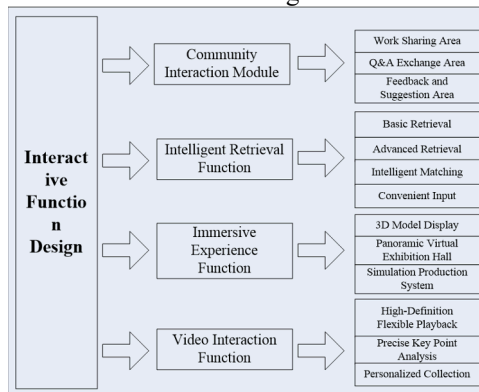 Interact
ive
Functio
n
Design
Community
Interaction Module
Work Sharing Area
Q&A Exchange Area
Feedback and
Suggestion Area
Intelligent Retrieval
Function
Basic Retrieval
Advanced Retrieval
Intelligent Matching
Convenient Input
Immersive
Experience
Function
3D Model Display
Panoramic Virtual
Exhibition Hall
Simulation Production
System
Video Interaction
Function
High-Definition
Flexible Playback
Precise Key Point
Analysis
Personalized Collection